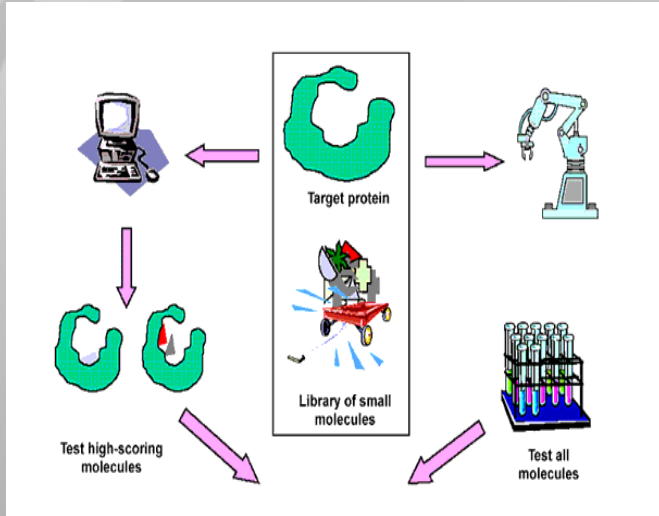 Target protein
Library of small
molecules
Test high-scoring
molecules
Test all
molecules